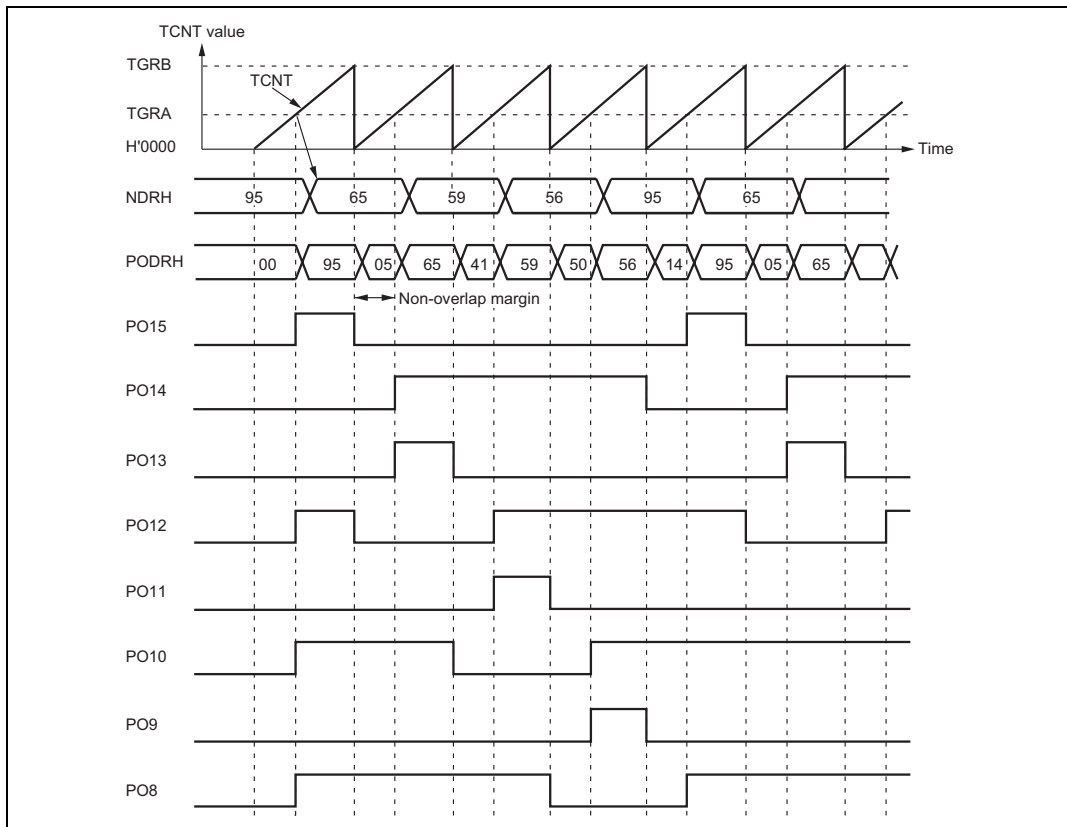 TCNT value
TGRB
TCNT
TGRA
H'0000
Time
NDRH
95
65
59
56
95
65
PODRH
00
95
05
65
41
59
50
56
14
95
05
65
Non-overlap margin
PO15
PO14
PO13
PO12
PO11
PO10
PO9
PO8